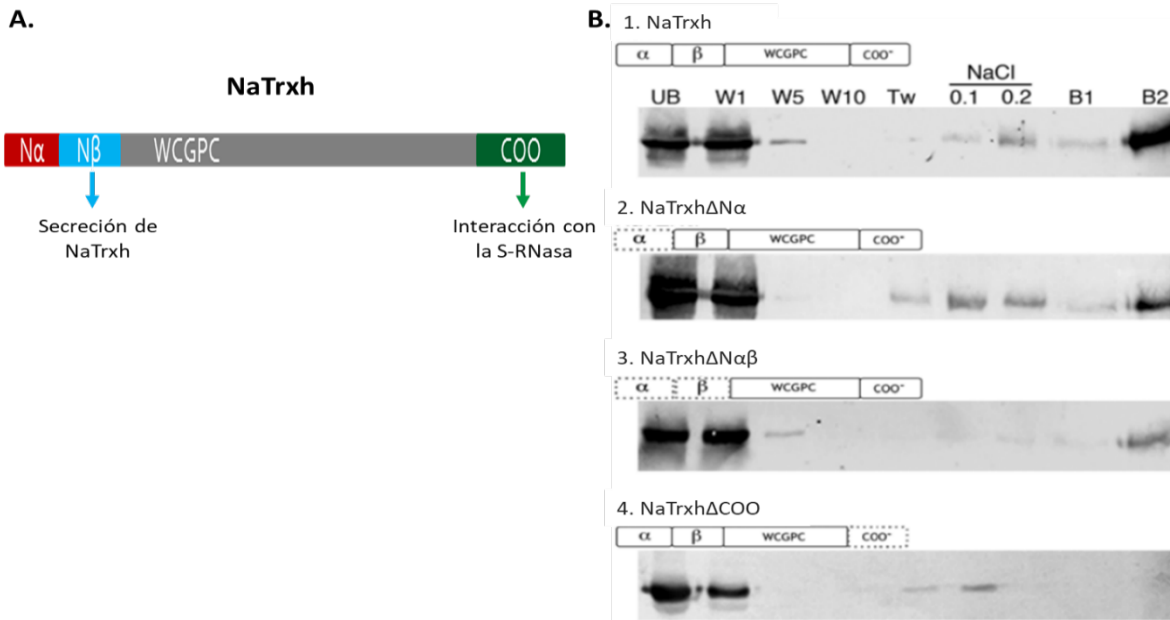 A.
NaTrxh
Nα Nβ WCGPC COO
Secreción de
NaTrxh
Interacción con
la S-RNasa
B.
1. NaTrxh
α β WCGPC COO⁻
NaCl
UB W1 W5 W10 Tw 0.1 0.2 B1 B2
2. NaTrxhΔNα
α β WCGPC COO⁻
3. NaTrxhΔNαβ
α β WCGPC COO⁻
4. NaTrxhΔCOO
α β WCGPC COO⁻